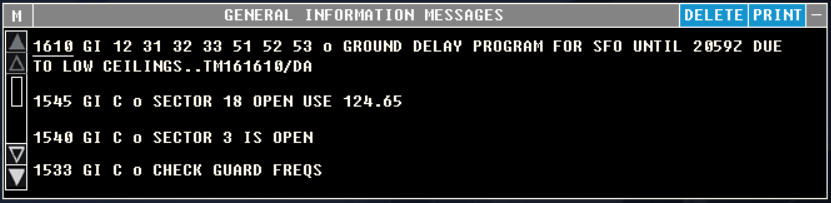 M GENERAL INFORMATION MESSAGES DELETE PRINT –
1610 GI 12 31 32 33 51 52 53 o GROUND DELAY PROGRAM FOR SFO UNTIL 2059Z DUE
TO LOW CEILINGS..TM161610/DA
1545 GI C o SECTOR 18 OPEN USE 124.65
1540 GI C o SECTOR 3 IS OPEN
1533 GI C o CHECK GUARD FREQS